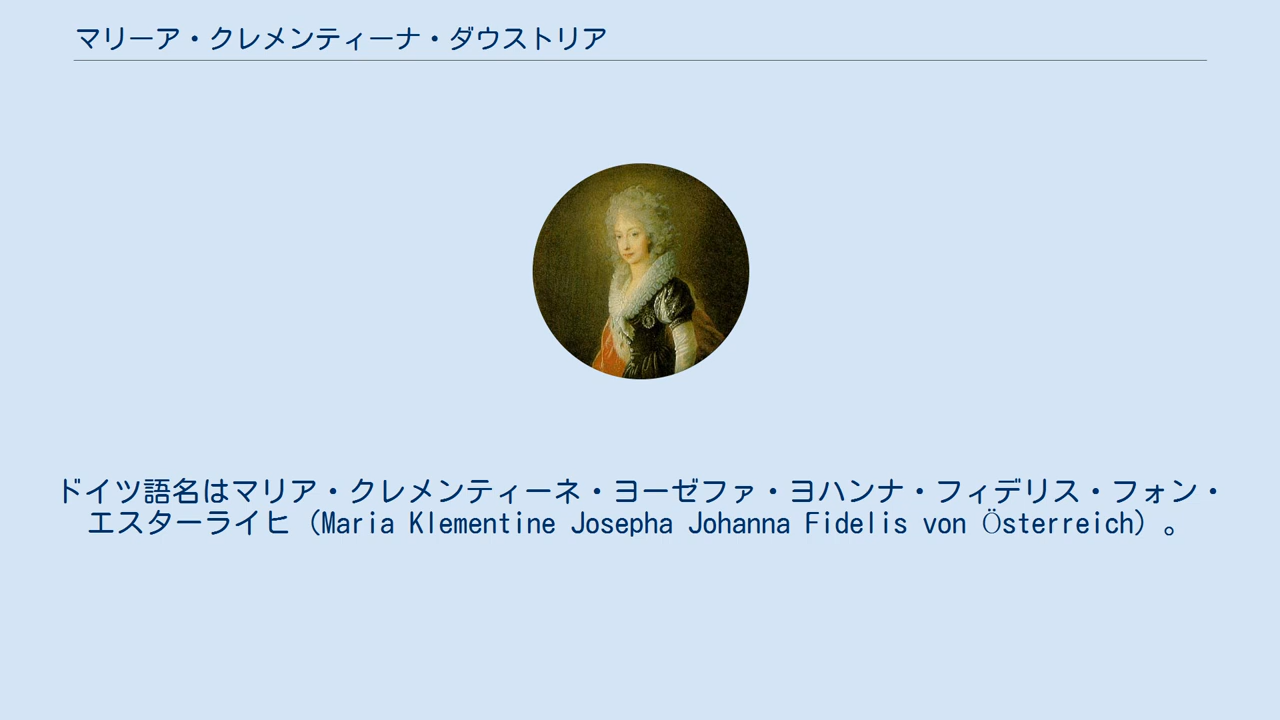 マリーア・クレメンティーナ・ダウストリア
ドイツ語名はマリア・クレメンティーネ・ヨーゼファ・ヨハンナ・フィデリス・フォン・
エスターライヒ（Maria Klementine Josepha Johanna Fidelis von Österreich）。